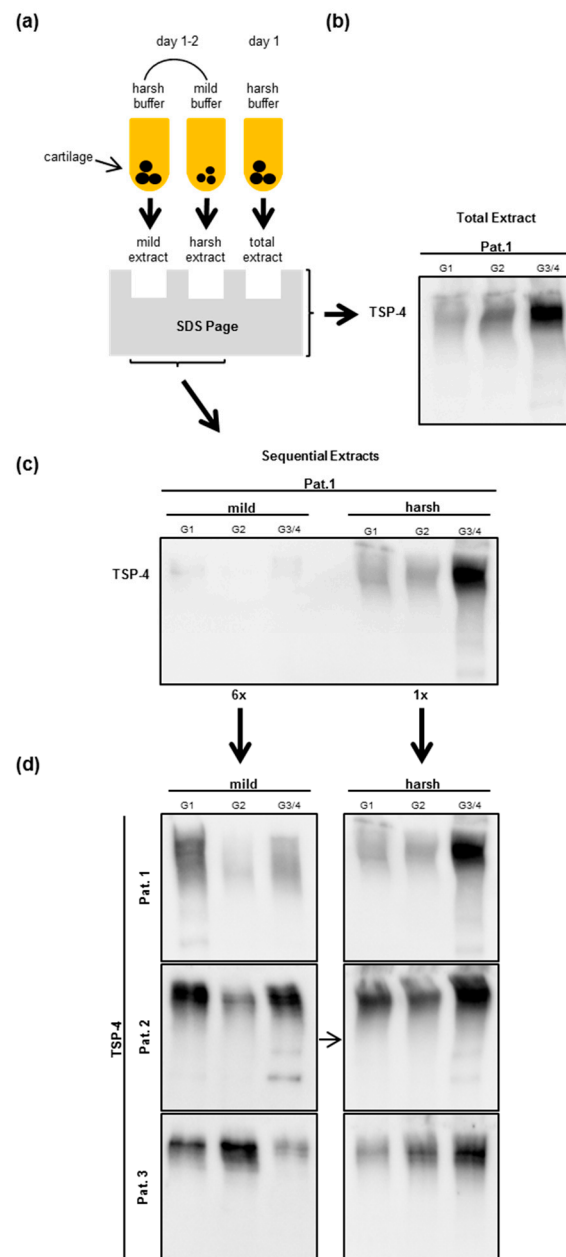 (a)
day 1-2
day 1
harsh buffer
mild buffer
harsh buffer
cartilage
mild extract
harsh extract
total extract
SDS Page
(b)
Total Extract
Pat.1
G1 G2 G3/4
TSP-4
(c)
Sequential Extracts
Pat.1
mild harsh
G1 G2 G3/4 G1 G2 G3/4
TSP-4
6x 1x
(d)
mild harsh
G1 G2 G3/4 G1 G2 G3/4
TSP-4
Pat. 1
Pat. 2
Pat. 3